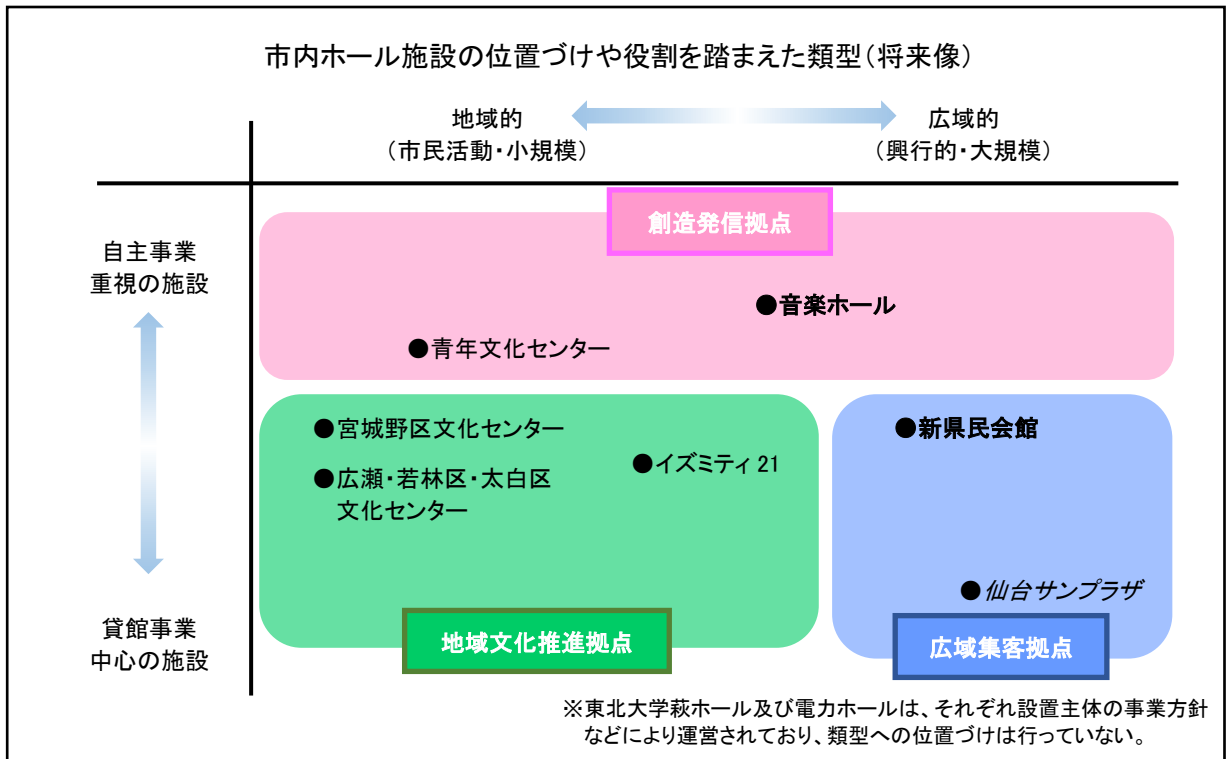 市内ホール施設の位置づけや役割を踏まえた類型(将来像)
地域的
(市民活動・小規模)
広域的
(興行的・大規模)
自主事業
重視の施設
創造発信拠点
●音楽ホール
●青年文化センター
●宮城野区文化センター
●イズミティ21
●広瀬・若林区・太白区
文化センター
●新県民会館
●仙台サンプラザ
貸館事業
中心の施設
地域文化推進拠点
広域集客拠点
※東北大学萩ホール及び電力ホールは、それぞれ設置主体の事業方針
などにより運営されており、類型への位置づけは行っていない。